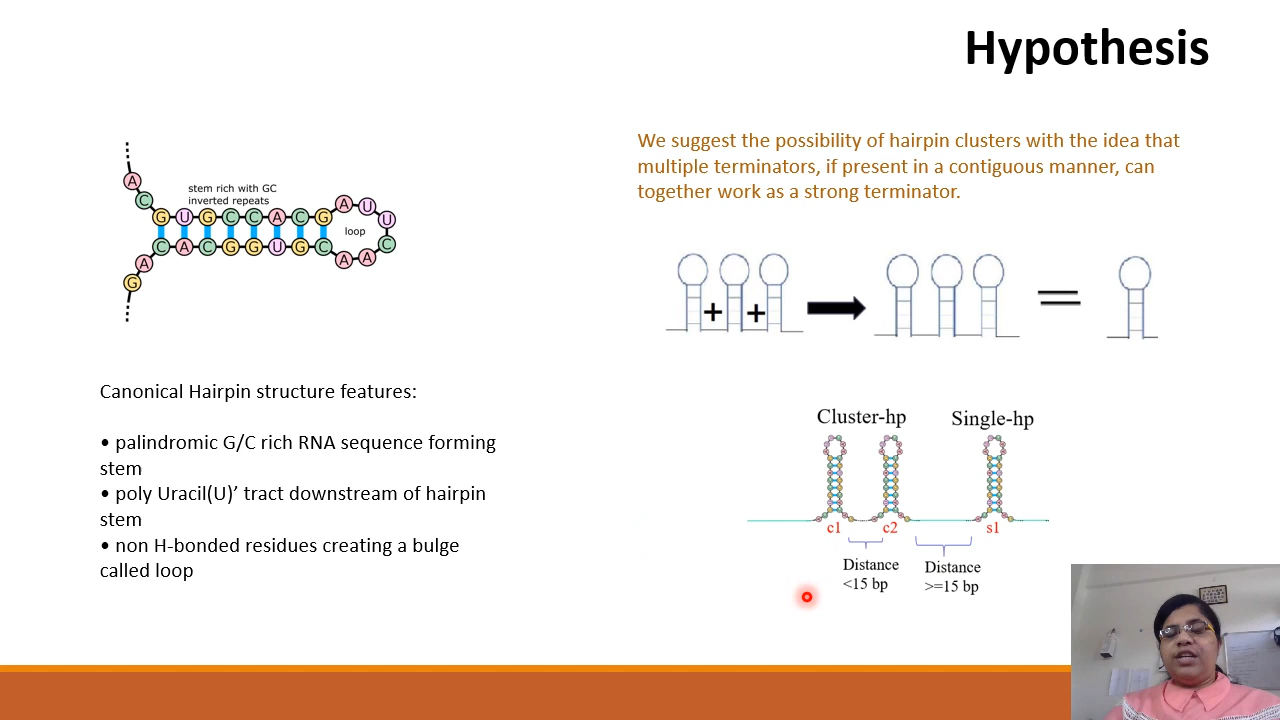 Hypothesis
A
C
stem rich with GC
inverted repeats
G U G C C A C G A U U
loop
C A C G G U G C A A C
A
G
We suggest the possibility of hairpin clusters with the idea that
multiple terminators, if present in a contiguous manner, can
together work as a strong terminator.
+ +
Canonical Hairpin structure features:
• palindromic G/C rich RNA sequence forming
stem
• poly Uracil(U)’ tract downstream of hairpin
stem
• non H-bonded residues creating a bulge
called loop
Cluster-hp Single-hp
c1 c2 s1
Distance
<15 bp
Distance
>=15 bp